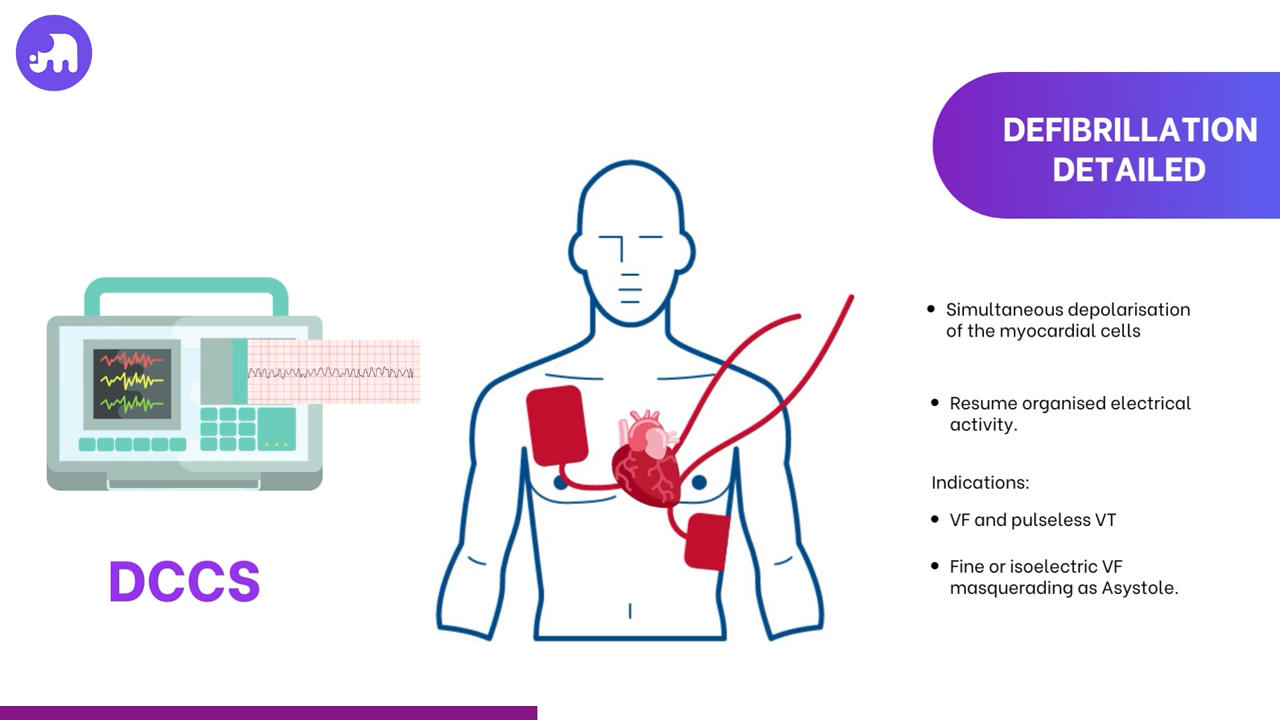 DEFIBRILLATION
DETAILED
• Simultaneous depolarisation
of the myocardial cells
• Resume organised electrical
activity.
Indications:
• VF and pulseless VT
• Fine or isoelectric VF
masquerading as Asystole.
DCCS